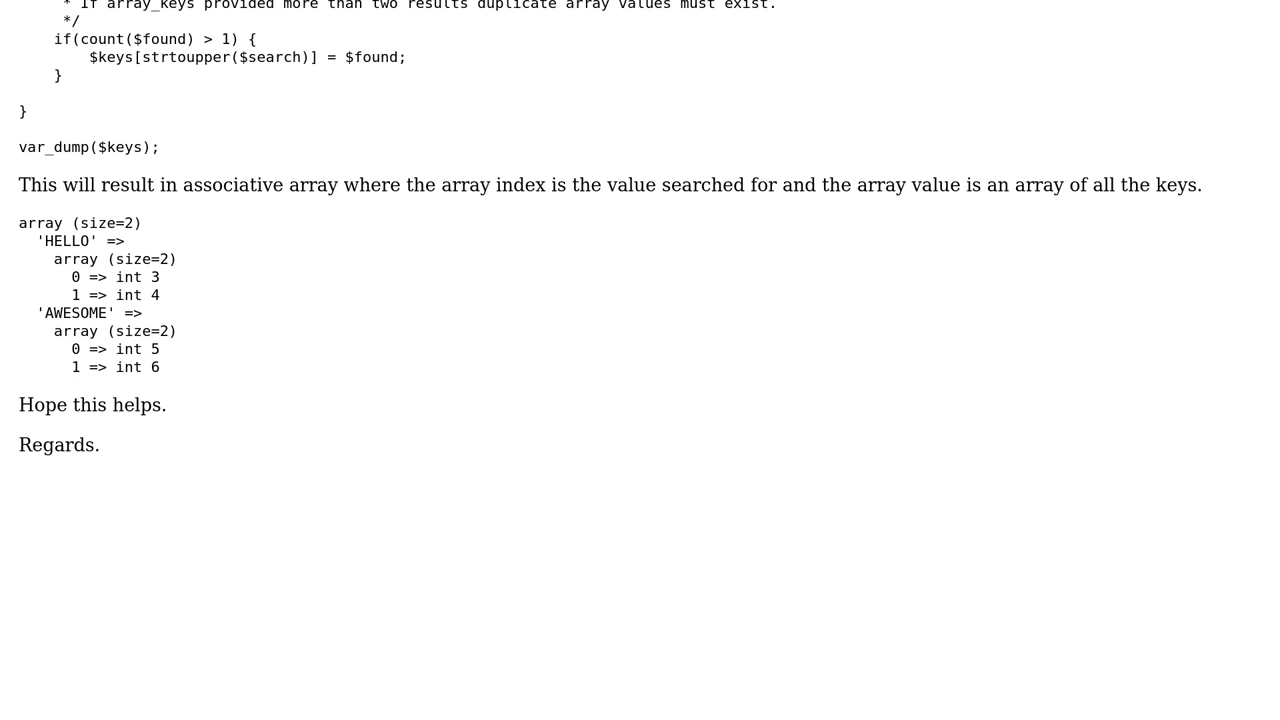 * If array_keys provided more than two results duplicate array values must exist.
*/
if(count($found) > 1) {
$keys[strtoupper($search)] = $found;
}
}
var_dump($keys);
This will result in associative array where the array index is the value searched for and the array value is an array of all the keys.
array (size=2)
'HELLO' =>
array (size=2)
0 => int 3
1 => int 4
'AWESOME' =>
array (size=2)
0 => int 5
1 => int 6
Hope this helps.
Regards.